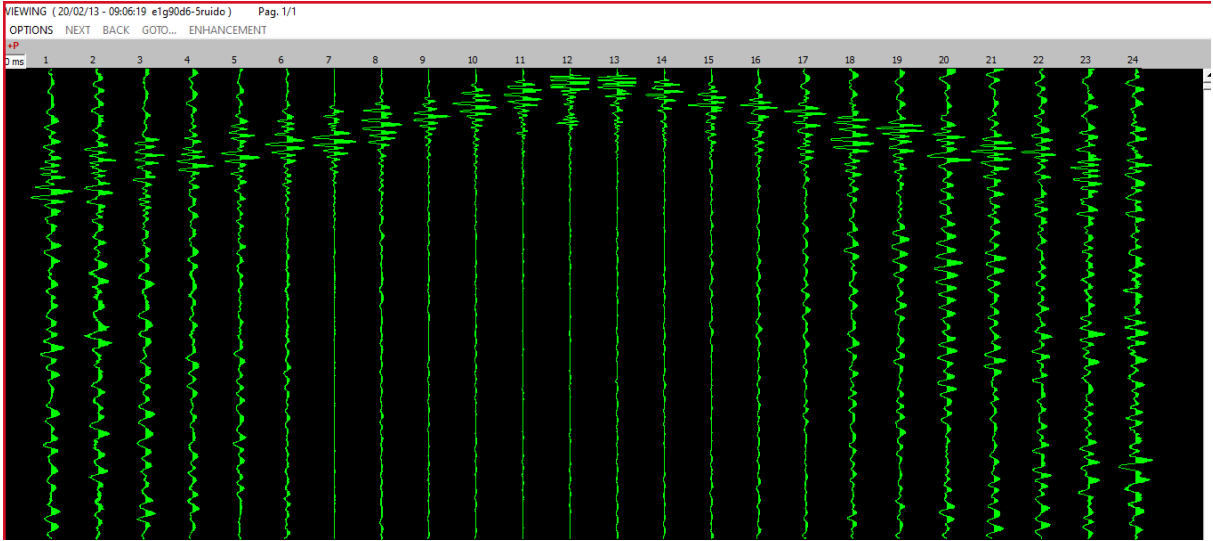 VIEWING ( 20/02/13 - 09:06:19 e1g90d6-5ruido ) Pag. 1/1
OPTIONS NEXT BACK GOTO... ENHANCEMENT
+P
0 ms 1 2 3 4 5 6 7 8 9 10 11 12 13 14 15 16 17 18 19 20 21 22 23 24